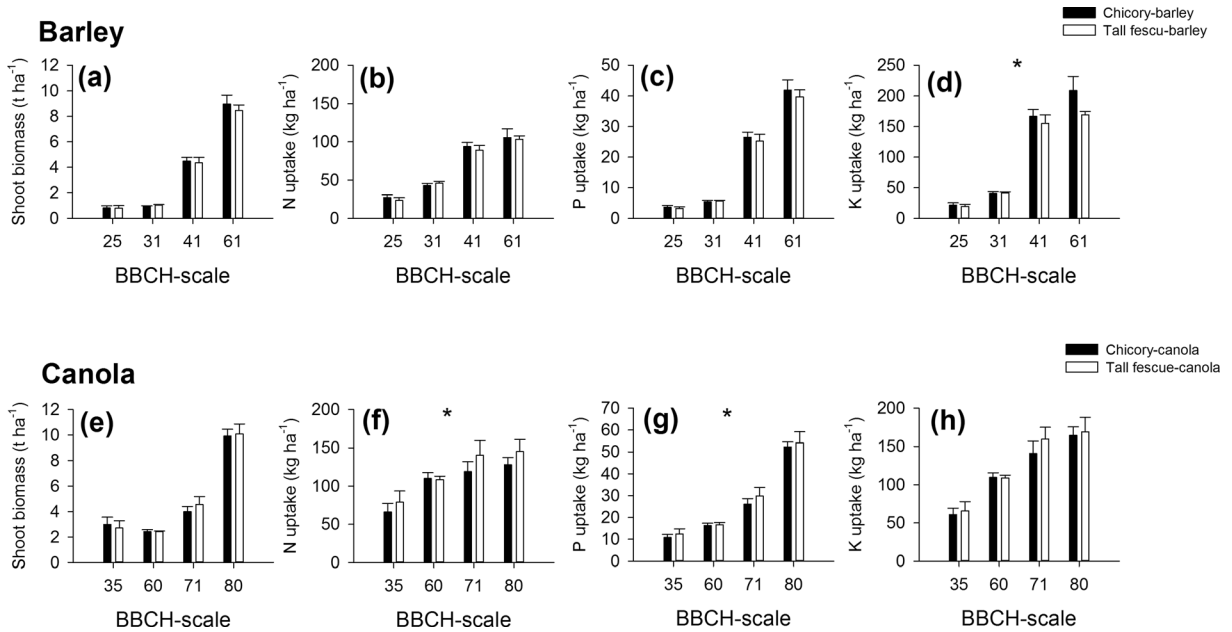 Chicory-barley
Tall fescu-barley
Barley
(a)
Shoot biomass (t ha⁻¹)
12
10
8
6
4
2
0
25 31 41 61
BBCH-scale
(b)
N uptake (kg ha⁻¹)
200
150
100
50
0
25 31 41 61
BBCH-scale
(c)
P uptake (kg ha⁻¹)
50
40
30
20
10
0
25 31 41 61
BBCH-scale
(d)
*
K uptake (kg ha⁻¹)
250
200
150
100
50
0
25 31 41 61
BBCH-scale
Chicory-canola
Tall fescue-canola
Canola
(e)
Shoot biomass (t ha⁻¹)
12
10
8
6
4
2
0
35 60 71 80
BBCH-scale
(f)
*
N uptake (kg ha⁻¹)
200
150
100
50
0
35 60 71 80
BBCH-scale
(g)
*
P uptake (kg ha⁻¹)
70
60
50
40
30
20
10
0
35 60 71 80
BBCH-scale
(h)
K uptake (kg ha⁻¹)
200
150
100
50
0
35 60 71 80
BBCH-scale